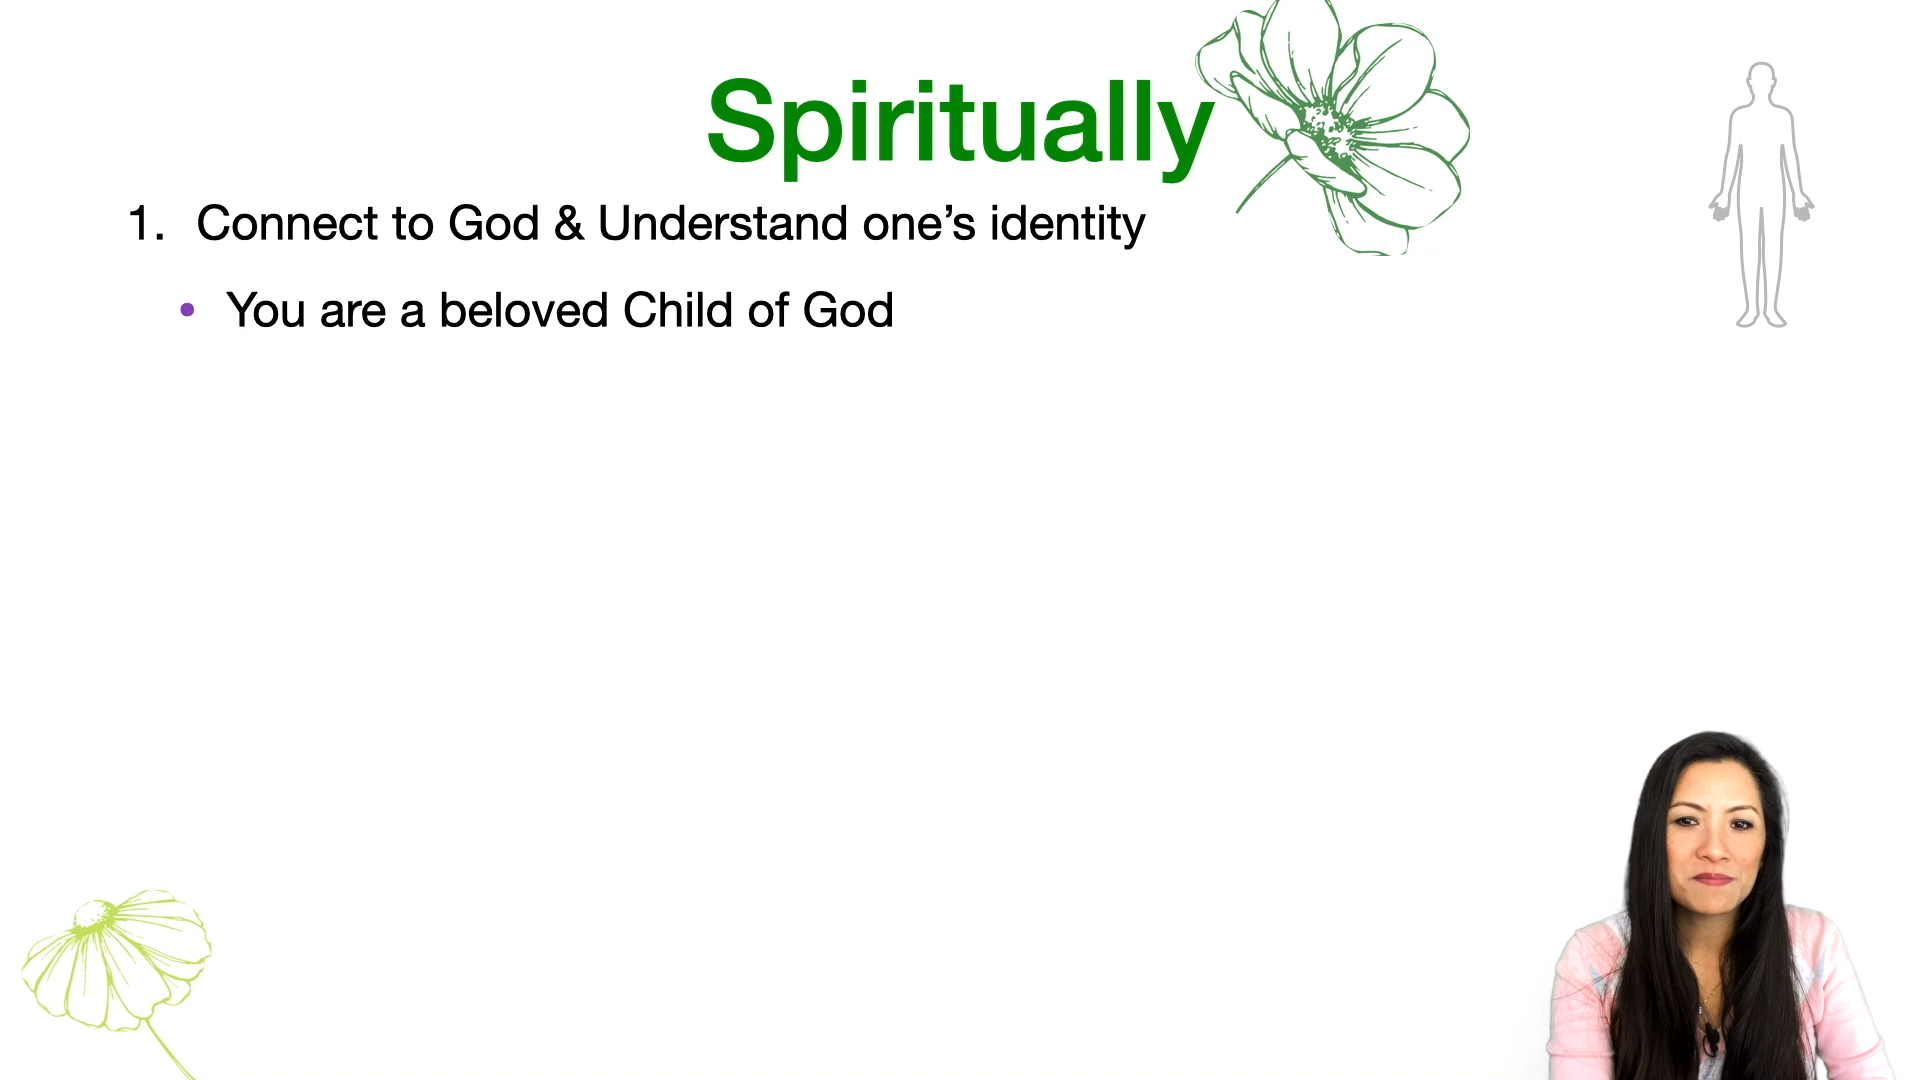 Spiritually
1. Connect to God & Understand one’s identity
• You are a beloved Child of God